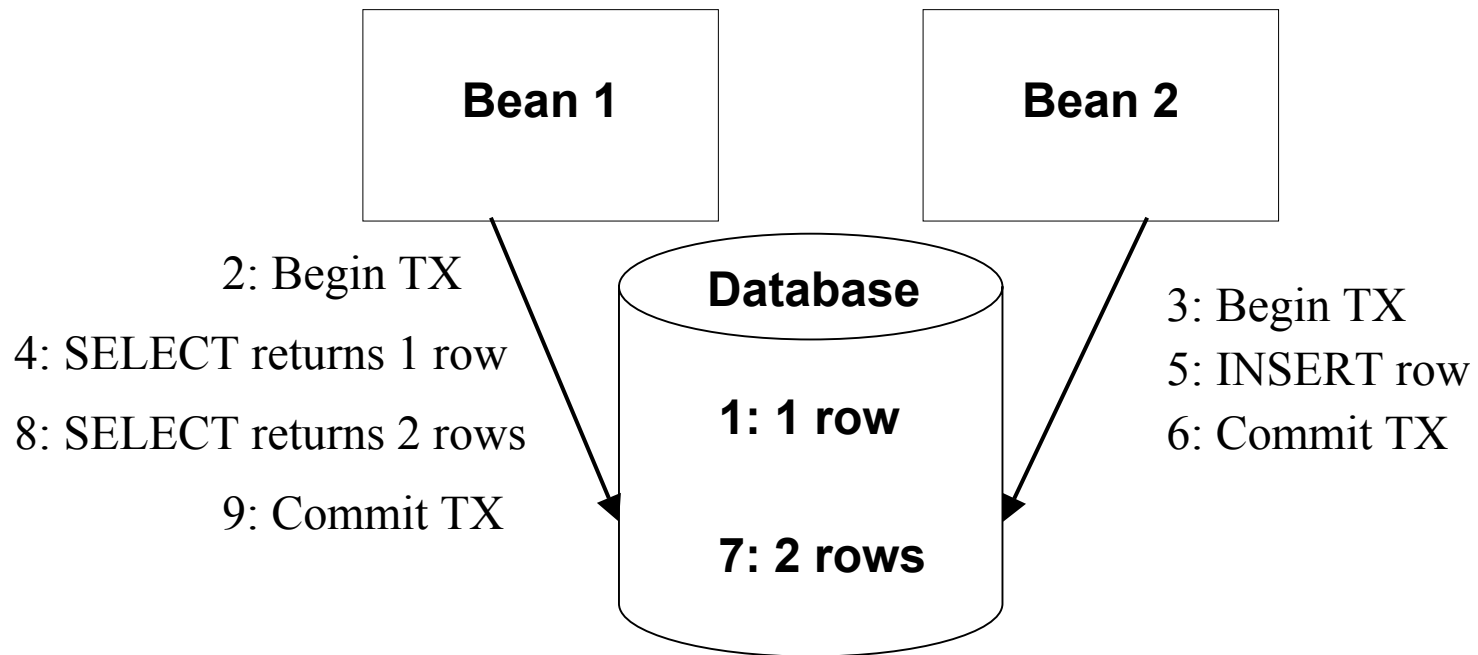 Bean 1
Bean 2
2: Begin TX
4: SELECT returns 1 row
8: SELECT returns 2 rows
9: Commit TX
Database
1: 1 row
7: 2 rows
3: Begin TX
5: INSERT row
6: Commit TX